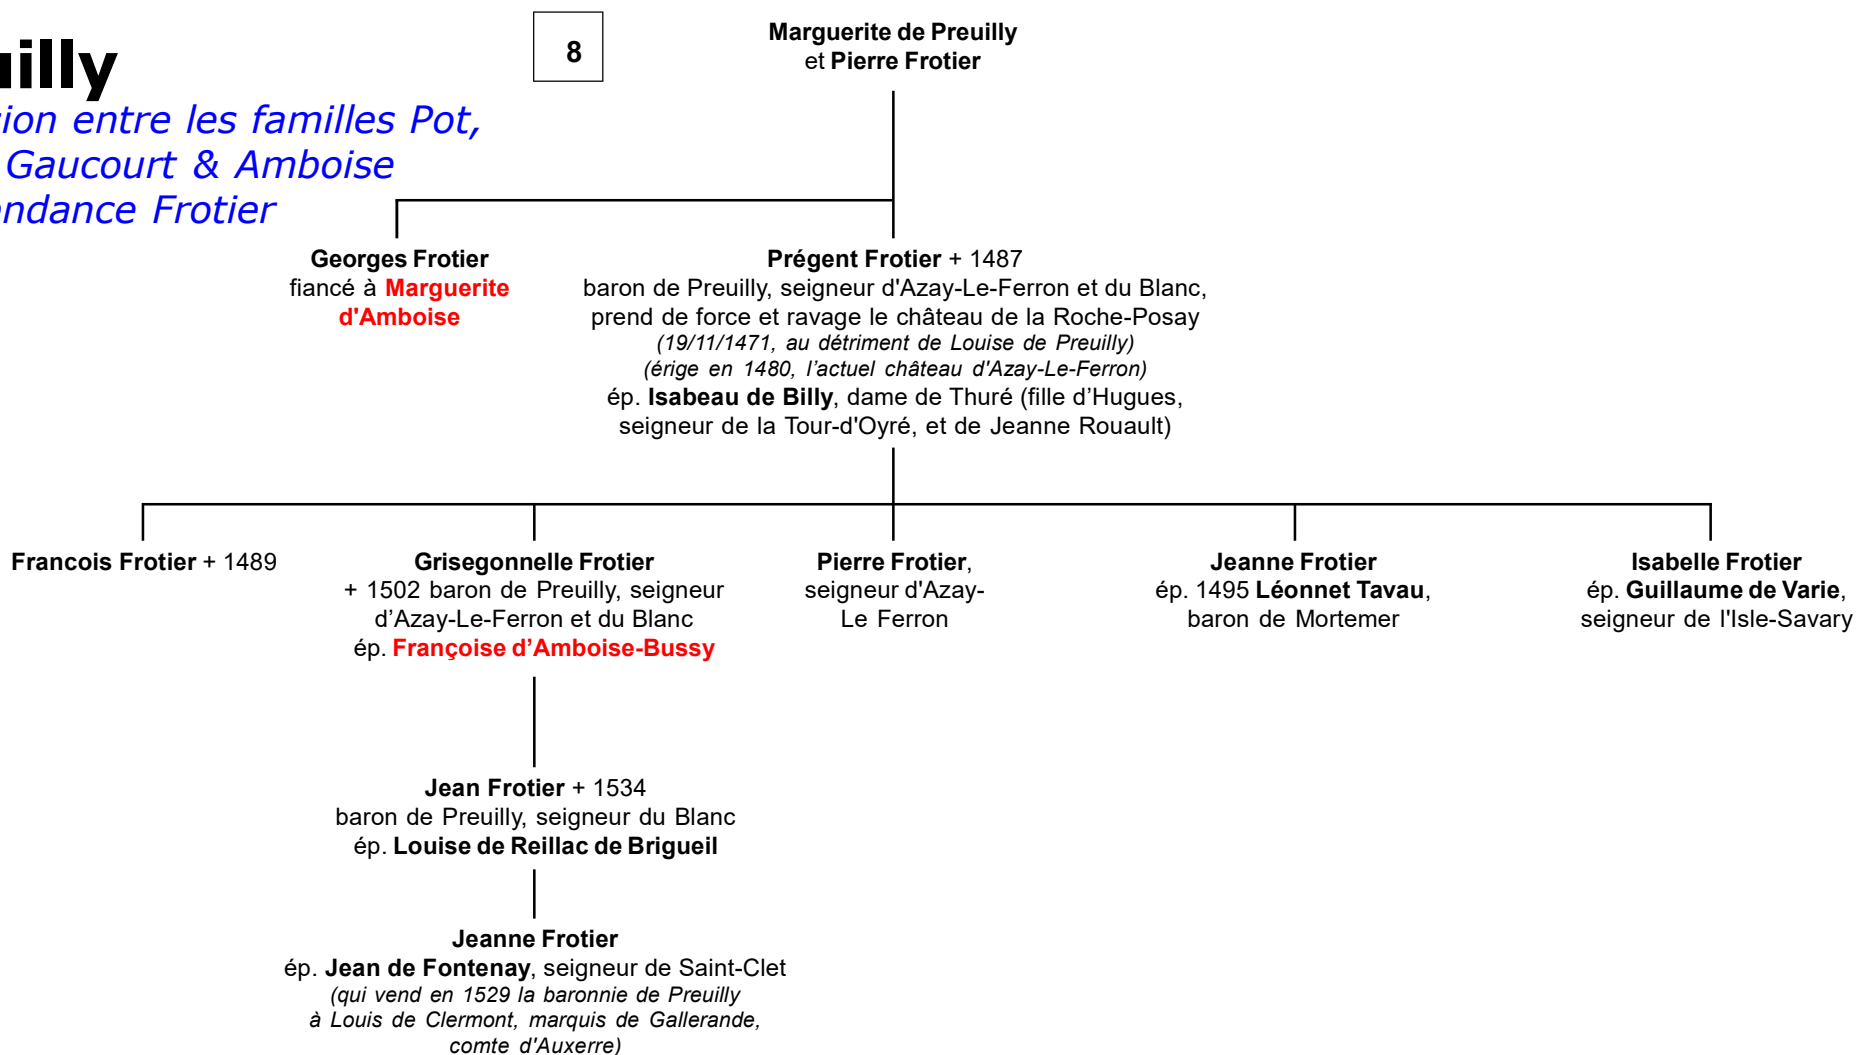 uilly
8
Marguerite de Preuilly
et Pierre Frotier
ion entre les familles Pot,
Gaucourt & Amboise
ndance Frotier
Georges Frotier
fiancé à Marguerite
d'Amboise
Prégent Frotier + 1487
baron de Preuilly, seigneur d'Azay-Le-Ferron et du Blanc,
prend de force et ravage le château de la Roche-Posay
(19/11/1471, au détriment de Louise de Preuilly)
(érige en 1480, l’actuel château d'Azay-Le-Ferron)
ép. Isabeau de Billy, dame de Thuré (fille d’Hugues,
seigneur de la Tour-d'Oyré, et de Jeanne Rouault)
Francois Frotier + 1489
Grisegonnelle Frotier
+ 1502 baron de Preuilly, seigneur
d’Azay-Le-Ferron et du Blanc
ép. Françoise d’Amboise-Bussy
Pierre Frotier,
seigneur d'Azay-
Le Ferron
Jeanne Frotier
ép. 1495 Léonnet Tavau,
baron de Mortemer
Isabelle Frotier
ép. Guillaume de Varie,
seigneur de l'Isle-Savary
Jean Frotier + 1534
baron de Preuilly, seigneur du Blanc
ép. Louise de Reillac de Brigueil
Jeanne Frotier
ép. Jean de Fontenay, seigneur de Saint-Clet
(qui vend en 1529 la baronnie de Preuilly
à Louis de Clermont, marquis de Gallerande,
comte d'Auxerre)